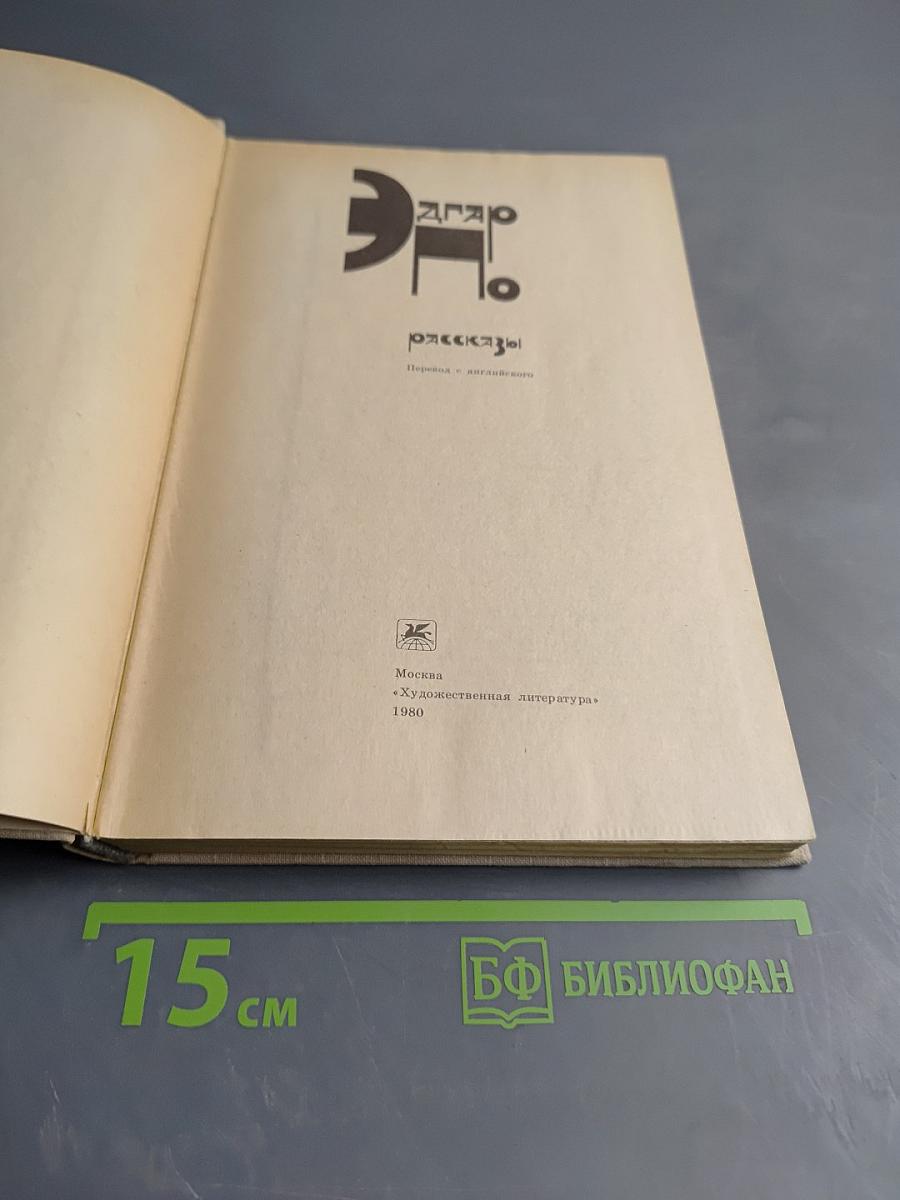 Эдгар
По
рассказы
Перевод с английского
Москва
«Художественная литература»
1980
15 см
БФ БИБЛИОФАН